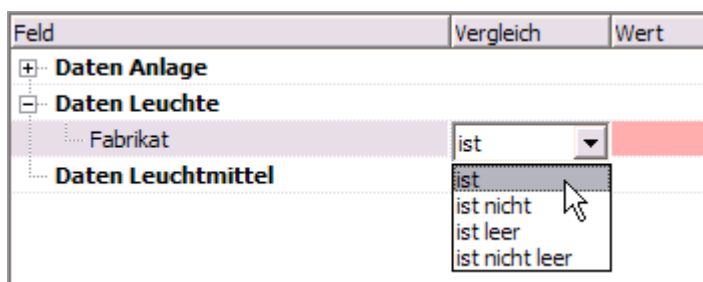 Feld Vergleich Wert
Daten Anlage
Daten Leuchte
Fabrikat ist
Daten Leuchtmittel ist
ist nicht
ist leer
ist nicht leer